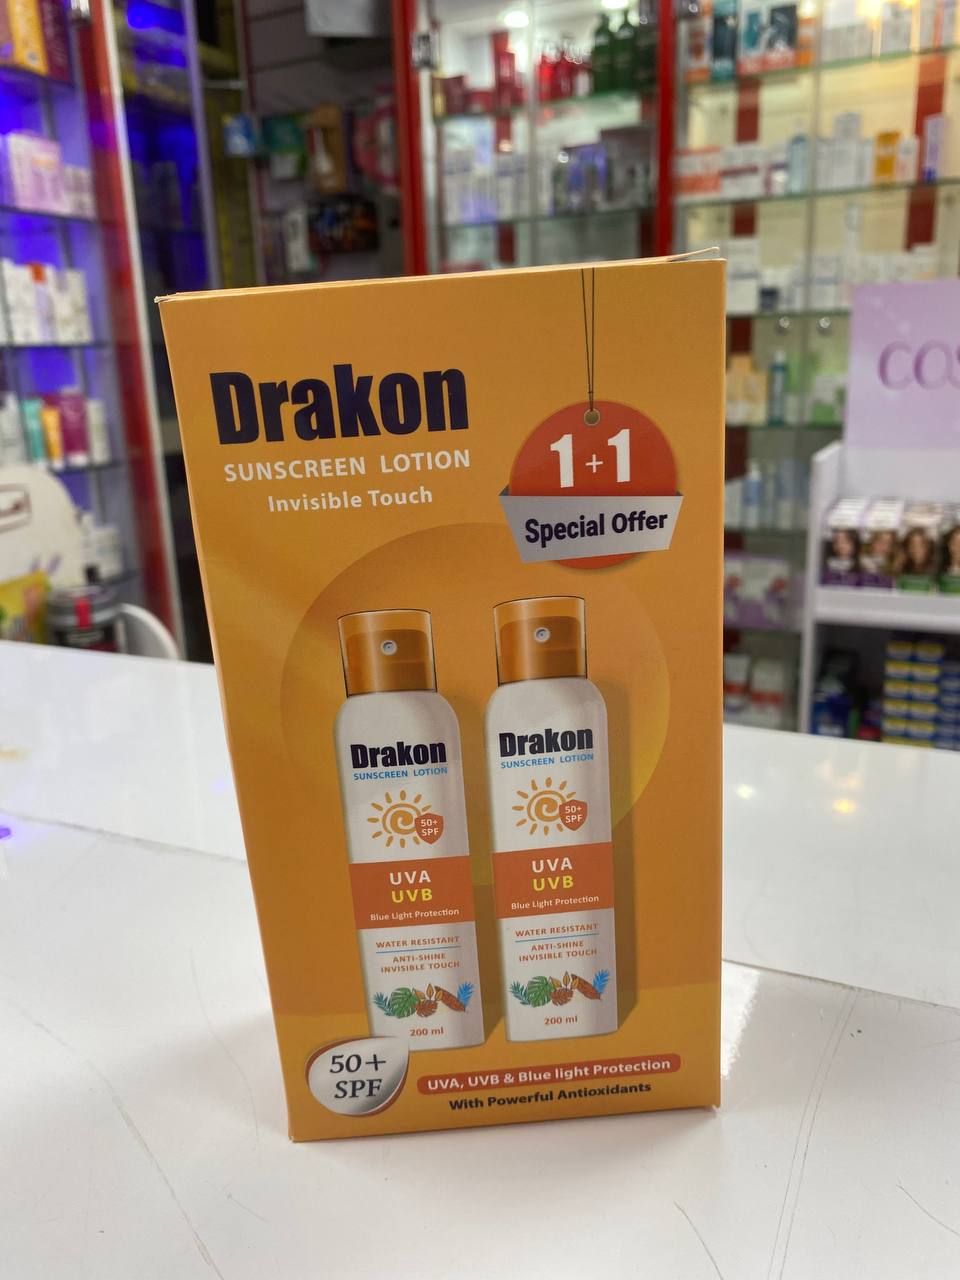 Drakon
SUNSCREEN LOTION
Invisible Touch
1+1
Special Offer
Drakon
SUNSCREEN LOTION
50+
SPF
UVA
UVB
Blue Light Protection
WATER RESISTANT
ANTI-SHINE
INVISIBLE TOUCH
200 ml
Drakon
SUNSCREEN LOTION
50+
SPF
UVA
UVB
Blue Light Protection
WATER RESISTANT
ANTI-SHINE
INVISIBLE TOUCH
200 ml
50+
SPF
UVA, UVB & Blue light Protection
With Powerful Antioxidants
COS